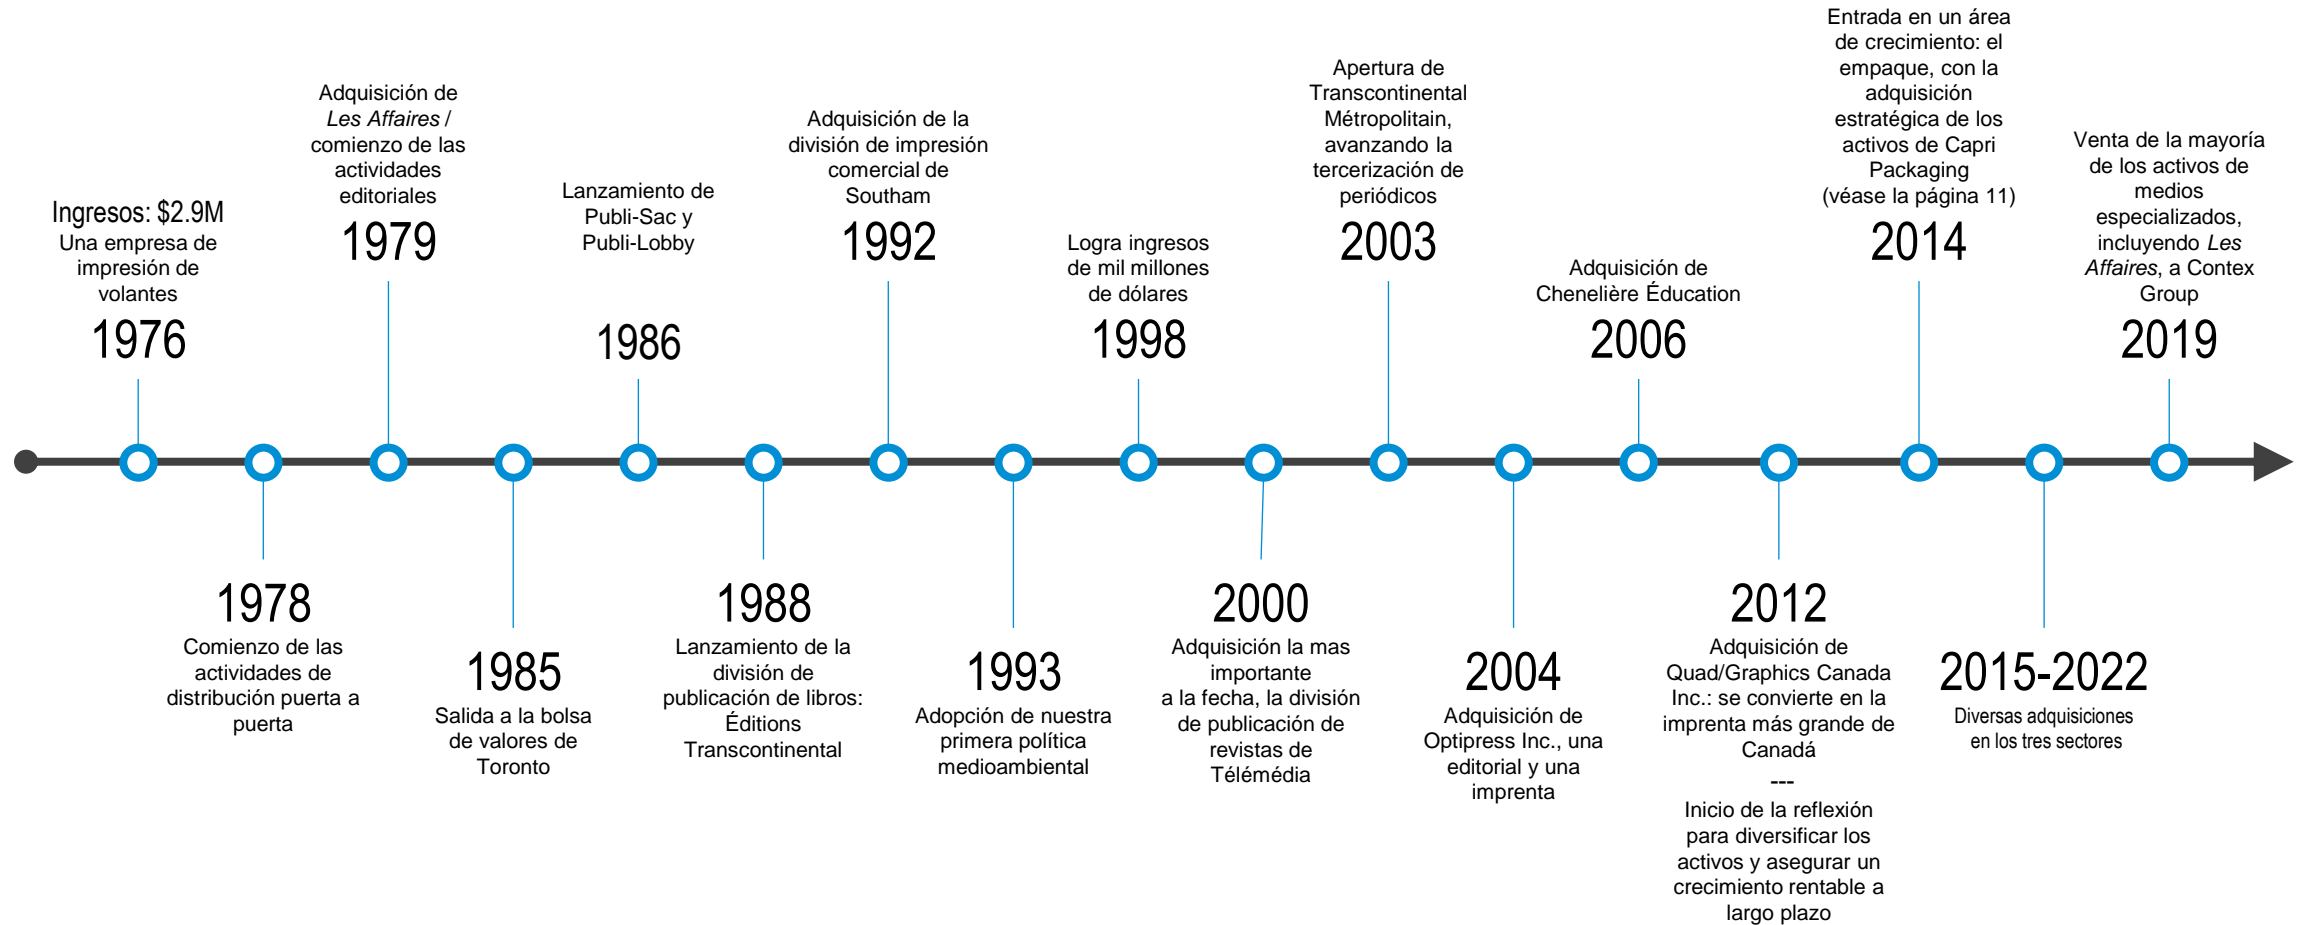 Ingresos: $2.9M
Una empresa de
impresión de
volantes
1976
1978
Comienzo de las
actividades de
distribución puerta a
puerta
Adquisición de
Les Affaires /
comienzo de las
actividades
editoriales
1979
1985
Salida a la bolsa
de valores de
Toronto
Lanzamiento de
Publi-Sac y
Publi-Lobby
1986
1988
Lanzamiento de la
división de
publicación de libros:
Éditions
Transcontinental
Adquisición de la
división de impresión
comercial de
Southam
1992
1993
Adopción de nuestra
primera política
medioambiental
Logra ingresos
de mil millones
de dólares
1998
2000
Adquisición la mas
importante
a la fecha, la división
de publicación de
revistas de
Télémédia
Apertura de
Transcontinental
Métropolitain,
avanzando la
tercerización de
periódicos
2003
2004
Adquisición de
Optipress Inc., una
editorial y una
imprenta
Adquisición de
Chenelière Éducation
2006
2012
Adquisición de
Quad/Graphics Canada
Inc.: se convierte en la
imprenta más grande de
Canadá
---
Inicio de la reflexión
para diversificar los
activos y asegurar un
crecimiento rentable a
largo plazo
Entrada en un área
de crecimiento: el
empaque, con la
adquisición
estratégica de los
activos de Capri
Packaging
(véase la página 11)
2014
2015-2022
Diversas adquisiciones
en los tres sectores
Venta de la mayoría
de los activos de
medios
especializados,
incluyendo Les
Affaires, a Contex
Group
2019